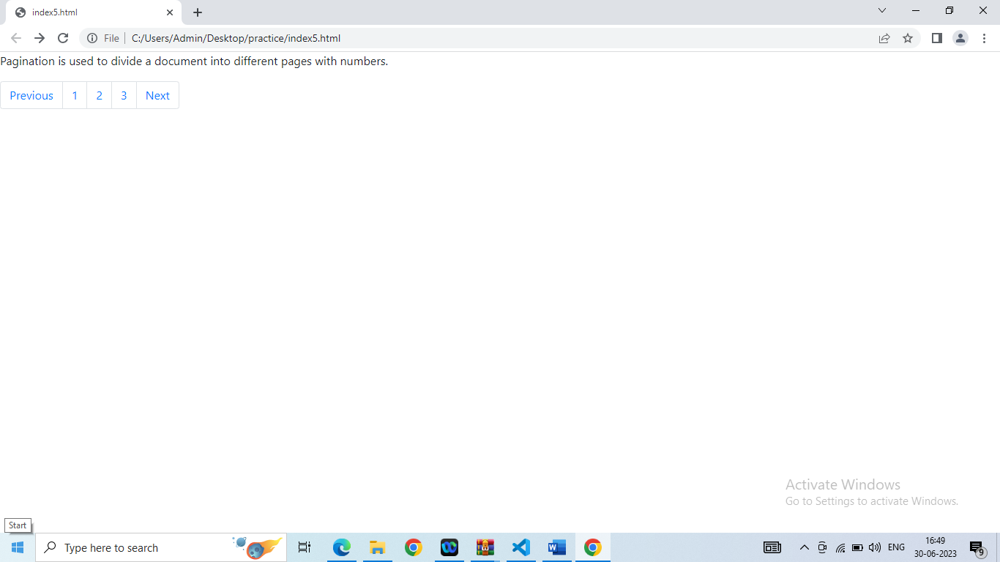 index5.html
File C:/Users/Admin/Desktop/practice/index5.html
Pagination is used to divide a document into different pages with numbers.
Previous 1 2 3 Next
Activate Windows
Go to Settings to activate Windows.
Start
Type here to search
W
ENG
16:49
30-06-2023
9